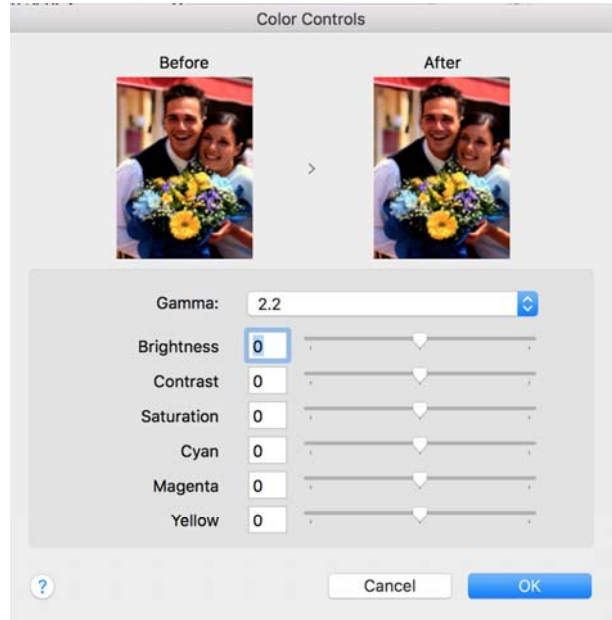 Color Controls
Before After
>
Gamma: 2.2
Brightness 0
Contrast 0
Saturation 0
Cyan 0
Magenta 0
Yellow 0
? Cancel OK